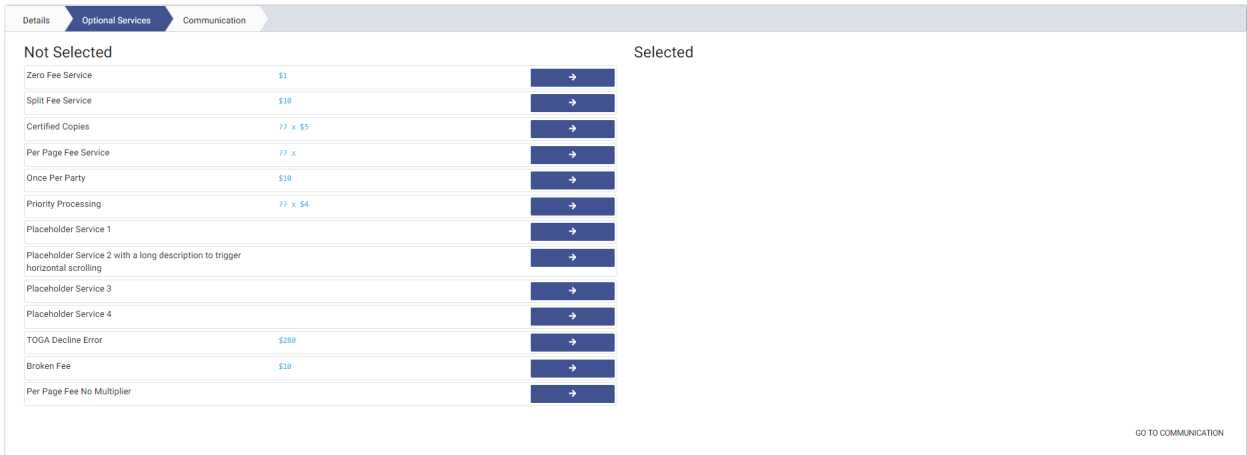 Details
Optional Services
Communication
Not Selected
Selected
Zero Fee Service $1
Split Fee Service $10
Certified Copies ?? x $5
Per Page Fee Service ?? x
Once Per Party $10
Priority Processing ?? x $4
Placeholder Service 1
Placeholder Service 2 with a long description to trigger
horizontal scrolling
Placeholder Service 3
Placeholder Service 4
TOGA Decline Error $280
Broken Fee $10
Per Page Fee No Multiplier
GO TO COMMUNICATION